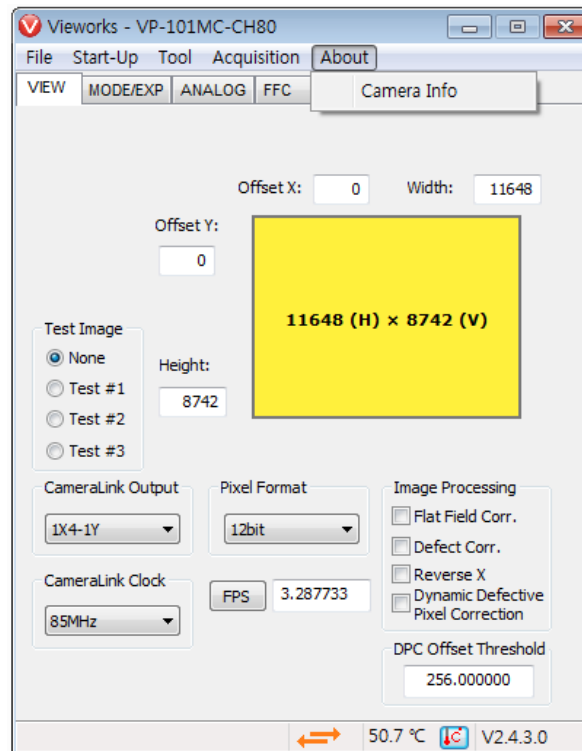 Vieworks - VP-101MC-CH80
File Start-Up Tool Acquisition About
VIEW MODE/EXP ANALOG FFC
Camera Info
Offset X: 0 Width: 11648
Offset Y:
0
11648 (H) × 8742 (V)
Test Image
None
Test #1
Test #2
Test #3
Height:
8742
CameraLink Output
1X4-1Y
Pixel Format
12bit
Image Processing
Flat Field Corr.
Defect Corr.
Reverse X
Dynamic Defective
Pixel Correction
CameraLink Clock
85MHz
FPS 3.287733
DPC Offset Threshold
256.000000
50.7 ℃ V2.4.3.0